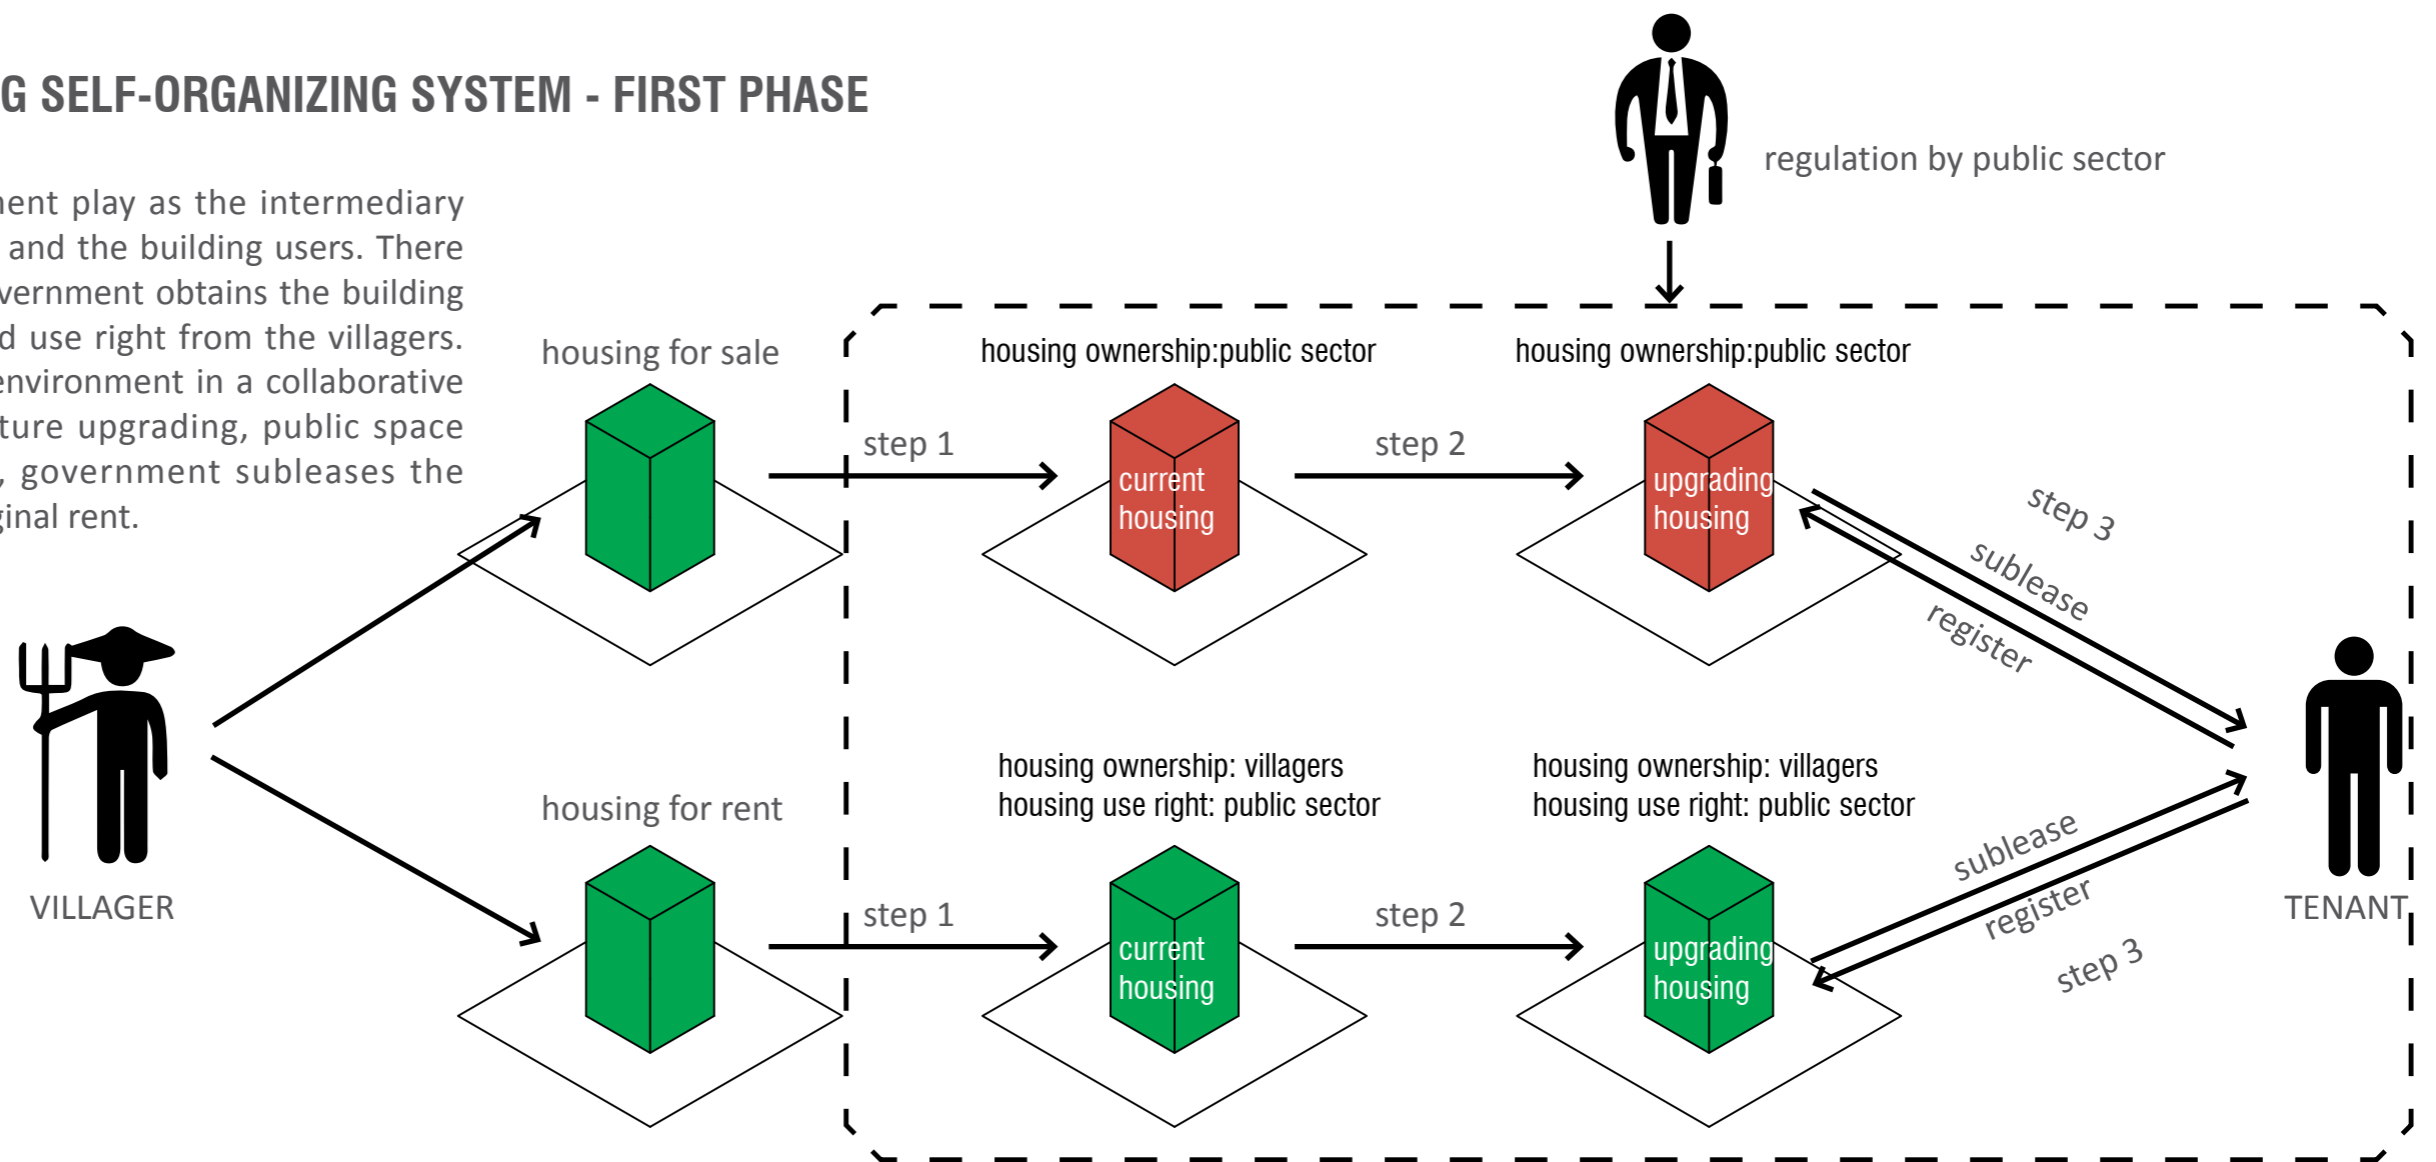 G SELF-ORGANIZING SYSTEM - FIRST PHASE
regulation by public sector
ment play as the intermediary
and the building users. There
vernment obtains the building
d use right from the villagers.
environment in a collaborative
ture upgrading, public space
, government subleases the
ginal rent.
housing for sale
housing ownership:public sector
housing ownership:public sector
step 1
step 2
current
housing
upgrading
housing
step 3
sublease
register
VILLAGER
TENANT
housing for rent
housing ownership: villagers
housing use right: public sector
housing ownership: villagers
housing use right: public sector
step 1
step 2
current
housing
upgrading
housing
sublease
register
step 3